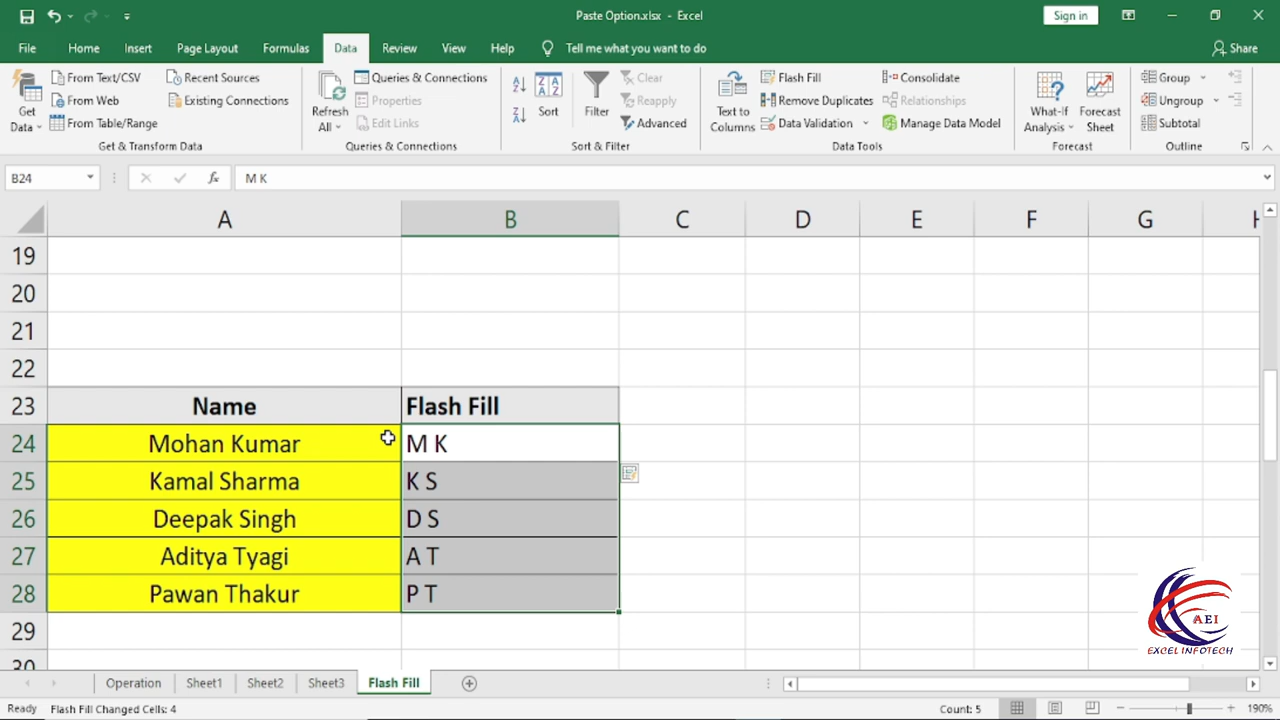 Paste Option.xlsx - Excel
Sign in
File Home Insert Page Layout Formulas Data Review View Help Tell me what you want to do Share
Get Data
From Text/CSV
From Web
From Table/Range
Recent Sources
Existing Connections
Get & Transform Data
Refresh All
Queries & Connections
Properties
Edit Links
Queries & Connections
Sort
Filter
Clear
Reapply
Advanced
Sort & Filter
Text to Columns
Flash Fill
Remove Duplicates
Data Validation
Consolidate
Relationships
Manage Data Model
Data Tools
What-If Analysis
Forecast Sheet
Forecast
Group
Ungroup
Subtotal
Outline
B24 fx M K
A B C D E F G H
19
20
21
22
23 Name Flash Fill
24 Mohan Kumar M K
25 Kamal Sharma K S
26 Deepak Singh D S
27 Aditya Tyagi A T
28 Pawan Thakur P T
29
30
AEI
EXCEL INFOTECH
Operation Sheet1 Sheet2 Sheet3 Flash Fill
Ready Flash Fill Changed Cells: 4 Count: 5 190%